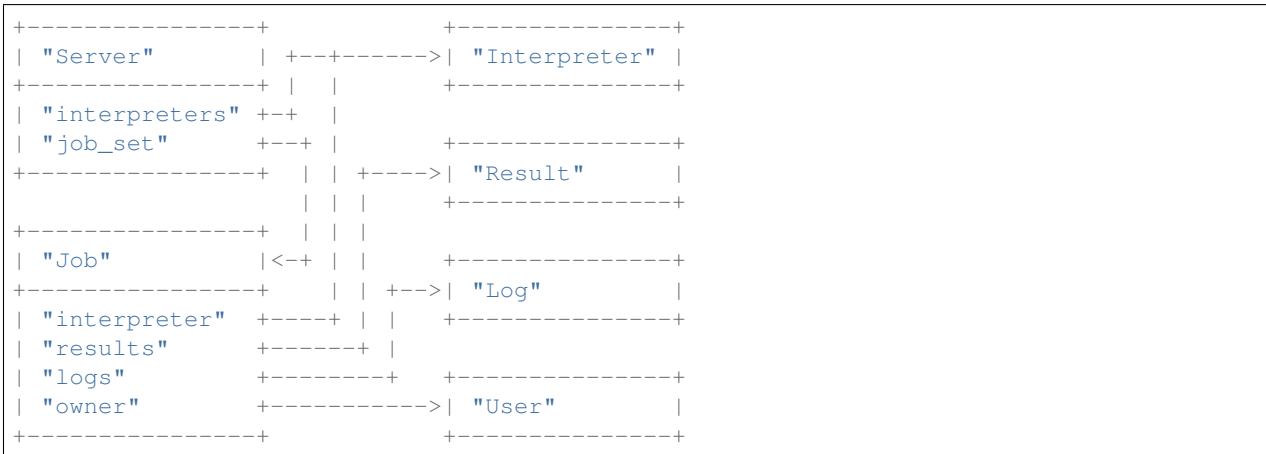 +----------------+                     +---------------+
| "Server"       | +--+------>| "Interpreter" |
+----------------+ |  |        +---------------+
| "interpreters" +-+  |
| "job_set"      +--+ |        +---------------+
+----------------+  | | +---->| "Result"      |
                    | | |      +---------------+
+----------------+  | | |
| "Job"          |<-+ | |      +---------------+
+----------------+    | | +-->| "Log"         |
| "interpreter"  +----+ | |    +---------------+
| "results"      +------+ |
| "logs"         +--------+    +---------------+
| "owner"        +----------->| "User"        |
+----------------+             +---------------+